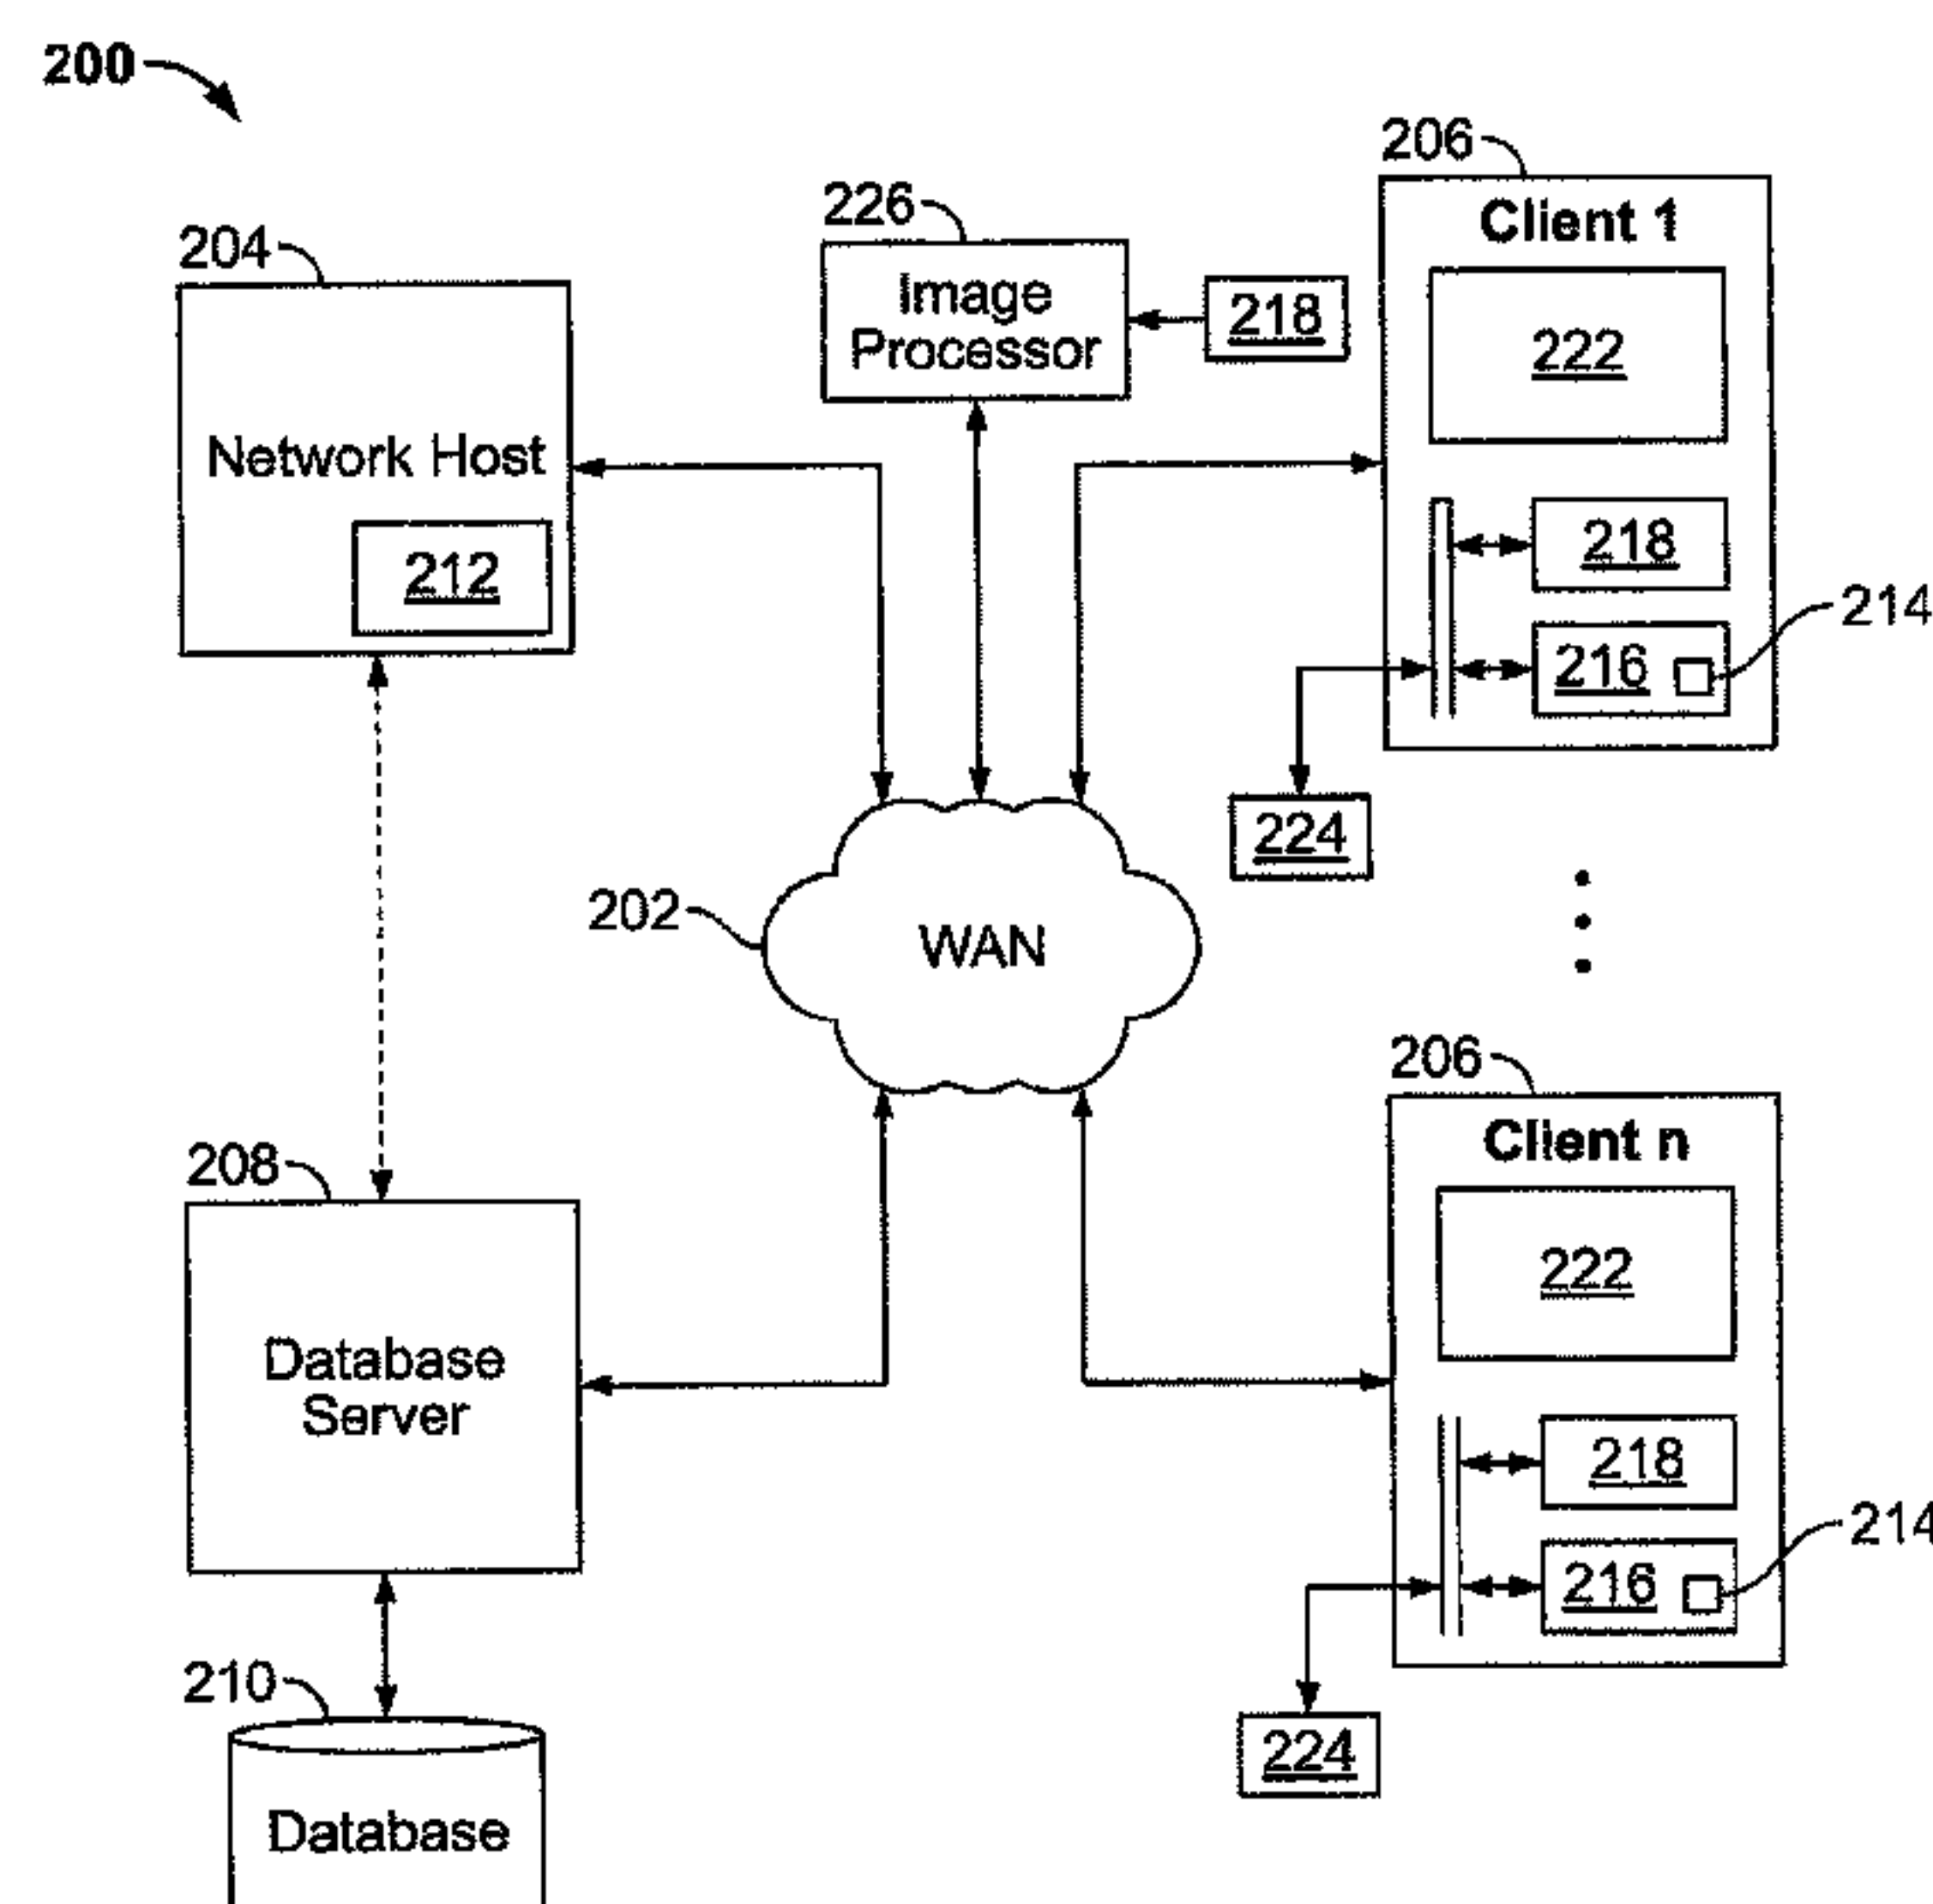 200
206
Client 1
226
204
Image
Processor
218
222
Network Host
212
218
214
216
224
202
WAN
206
Client n
208
222
Database
Server
218
214
216
210
224
Database